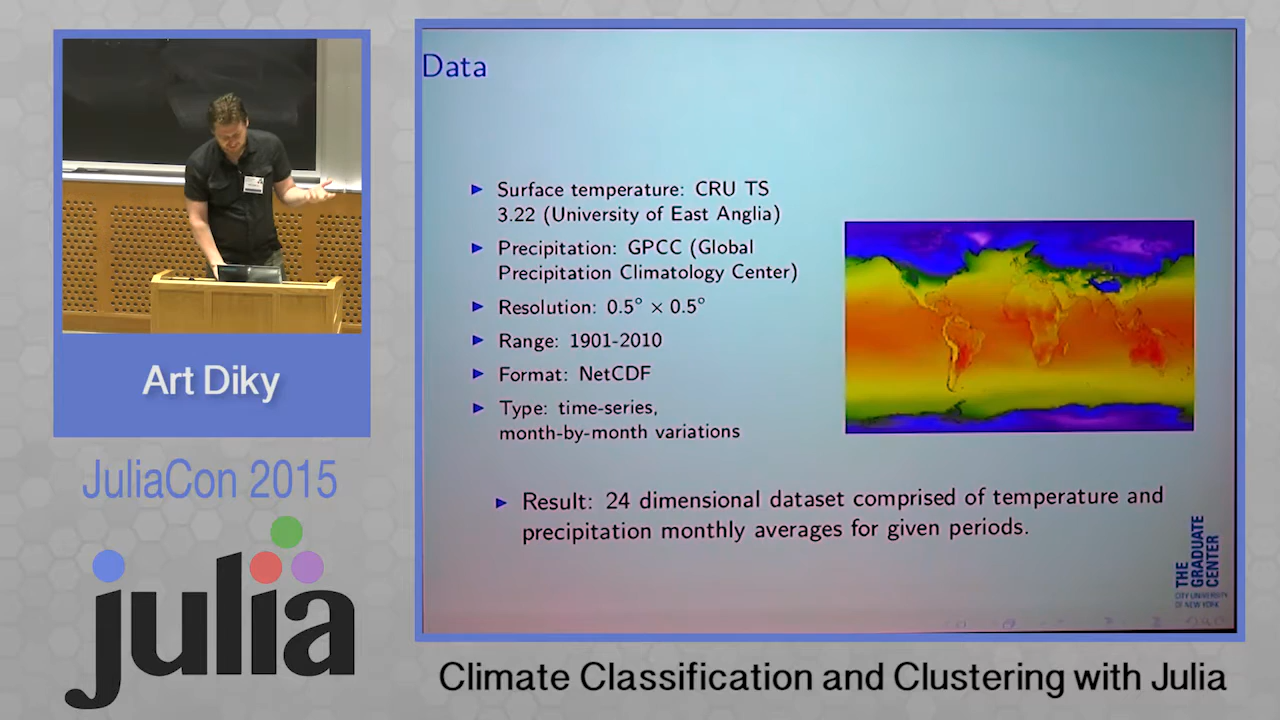 Data
Surface temperature: CRU TS
3.22 (University of East Anglia)
Precipitation: GPCC (Global
Precipitation Climatology Center)
Resolution: 0.5° × 0.5°
Range: 1901-2010
Format: NetCDF
Type: time-series,
month-by-month variations
Result: 24 dimensional dataset comprised of temperature and
precipitation monthly averages for given periods.
THE
GRADUATE
CENTER
CITY UNIVERSITY
OF NEW YORK
Art Diky
JuliaCon 2015
julia
Climate Classification and Clustering with Julia